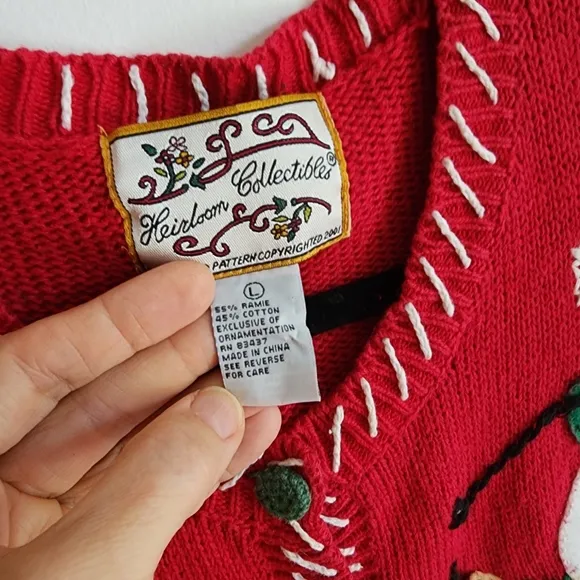 Heirloom Collectibles®
PATTERN COPYRIGHTED 2001
L
55% RAMIE
45% COTTON
EXCLUSIVE OF
ORNAMENTATION
RN 83437
MADE IN CHINA
SEE REVERSE
FOR CARE